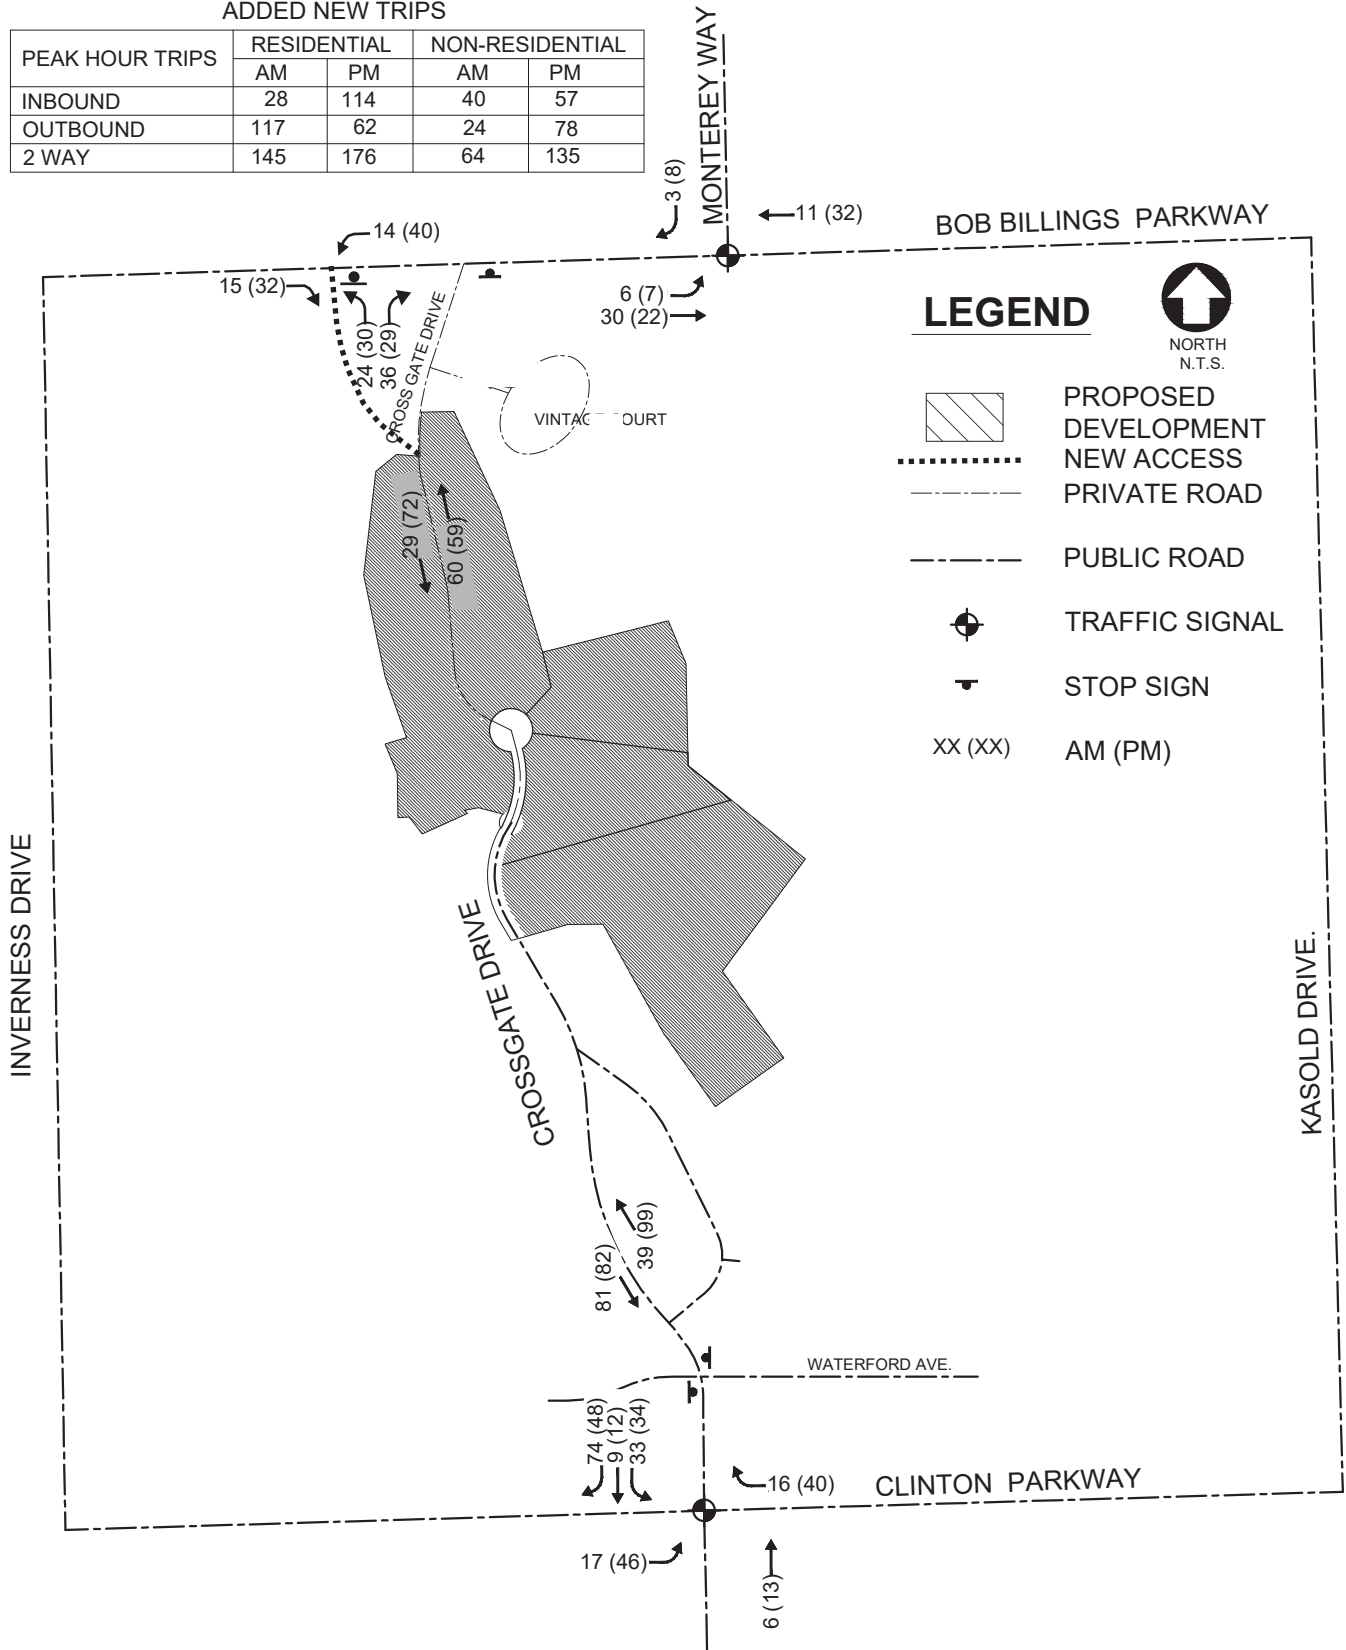 ADDED NEW TRIPS
PEAK HOUR TRIPS RESIDENTIAL NON-RESIDENTIAL
AM PM AM PM
INBOUND 28 114 40 57
OUTBOUND 117 62 24 78
2 WAY 145 176 64 135
MONTEREY WAY
3 (8)
11 (32)
BOB BILLINGS PARKWAY
14 (40)
15 (32)
24 (30)
36 (29)
CROSS GATE DRIVE
6 (7)
30 (22)
VINTAGE COURT
LEGEND
NORTH
N.T.S.
PROPOSED
DEVELOPMENT
NEW ACCESS
PRIVATE ROAD
PUBLIC ROAD
TRAFFIC SIGNAL
STOP SIGN
XX (XX) AM (PM)
29 (72)
60 (59)
INVERNESS DRIVE
CROSSGATE DRIVE
KASOLD DRIVE.
81 (82)
39 (99)
WATERFORD AVE.
74 (48)
9 (12)
33 (34)
16 (40)
CLINTON PARKWAY
17 (46)
6 (13)